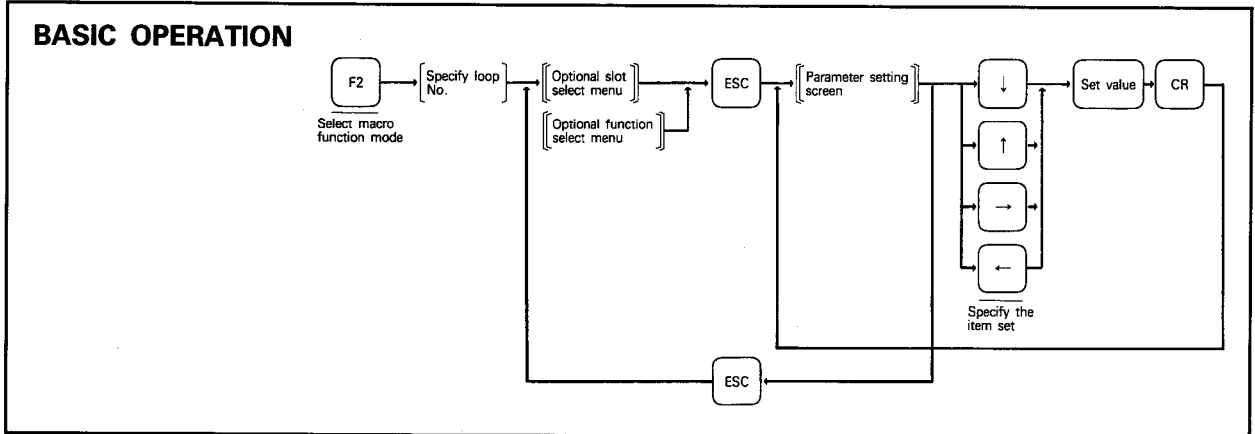 BASIC OPERATION
F2
Select macro
function mode
Specify loop
No.
Optional slot
select menu
Optional function
select menu
ESC
Parameter setting
screen
↓
↑
→
←
Specify the
item set
Set value
CR
ESC